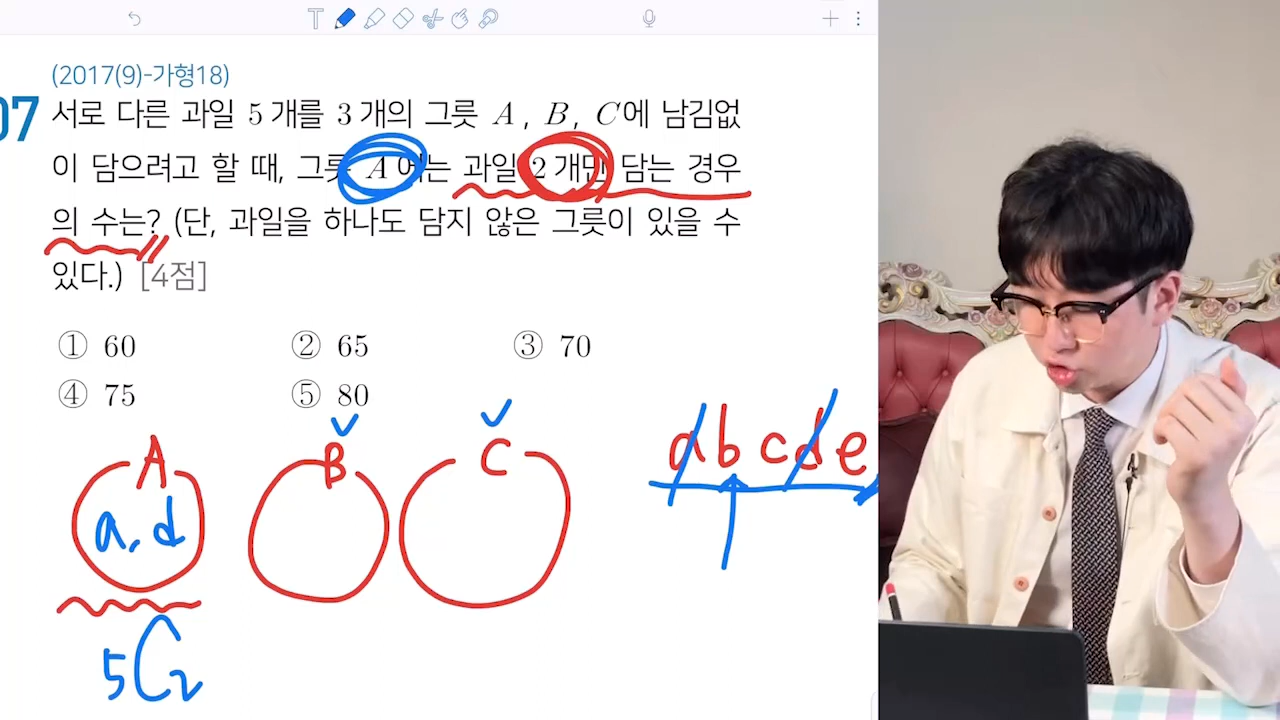 (2017(9)-가형18)
07 서로 다른 과일 5개를 3개의 그릇 A, B, C에 남김없
이 담으려고 할 때, 그릇 A에는 과일 2개만 담는 경우
의 수는? (단, 과일을 하나도 담지 않은 그릇이 있을 수
있다.) [4점]
① 60 ② 65 ③ 70
④ 75 ⑤ 80
A B C a b c d e
a, d
5C2